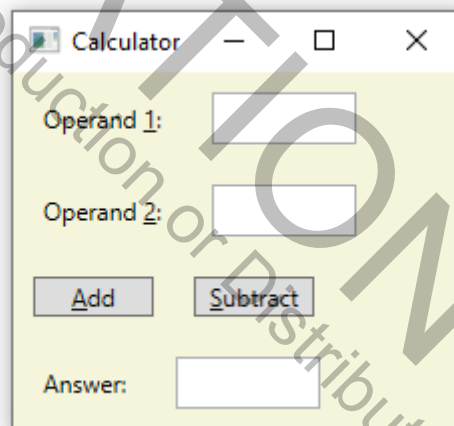 Calculator
Operand 1:
Operand 2:
Add Subtract
Answer: